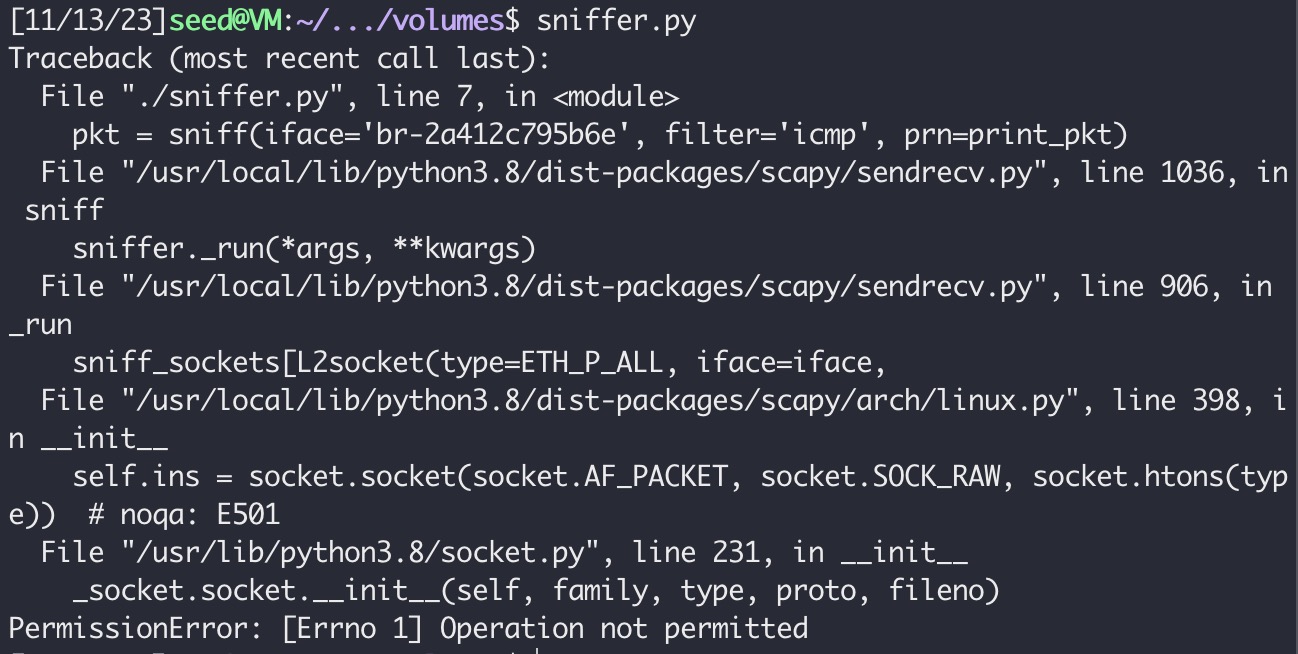 [11/13/23]seed@VM:~/.../volumes$ sniffer.py
Traceback (most recent call last):
  File "./sniffer.py", line 7, in <module>
    pkt = sniff(iface='br-2a412c795b6e', filter='icmp', prn=print_pkt)
  File "/usr/local/lib/python3.8/dist-packages/scapy/sendrecv.py", line 1036, in
 sniff
    sniffer._run(*args, **kwargs)
  File "/usr/local/lib/python3.8/dist-packages/scapy/sendrecv.py", line 906, in
_run
    sniff_sockets[L2socket(type=ETH_P_ALL, iface=iface,
  File "/usr/local/lib/python3.8/dist-packages/scapy/arch/linux.py", line 398, i
n __init__
    self.ins = socket.socket(socket.AF_PACKET, socket.SOCK_RAW, socket.htons(typ
e))  # noqa: E501
  File "/usr/lib/python3.8/socket.py", line 231, in __init__
    _socket.socket.__init__(self, family, type, proto, fileno)
PermissionError: [Errno 1] Operation not permitted